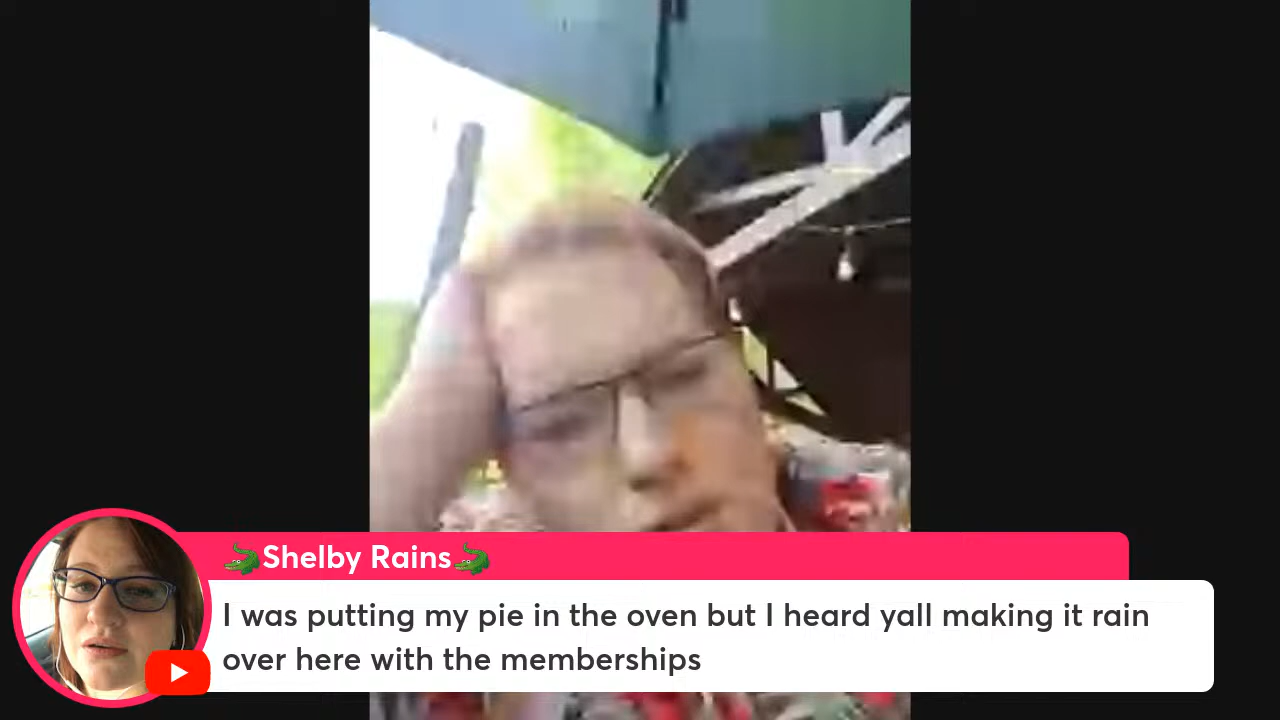 🐊Shelby Rains🐊
I was putting my pie in the oven but I heard yall making it rain
over here with the memberships